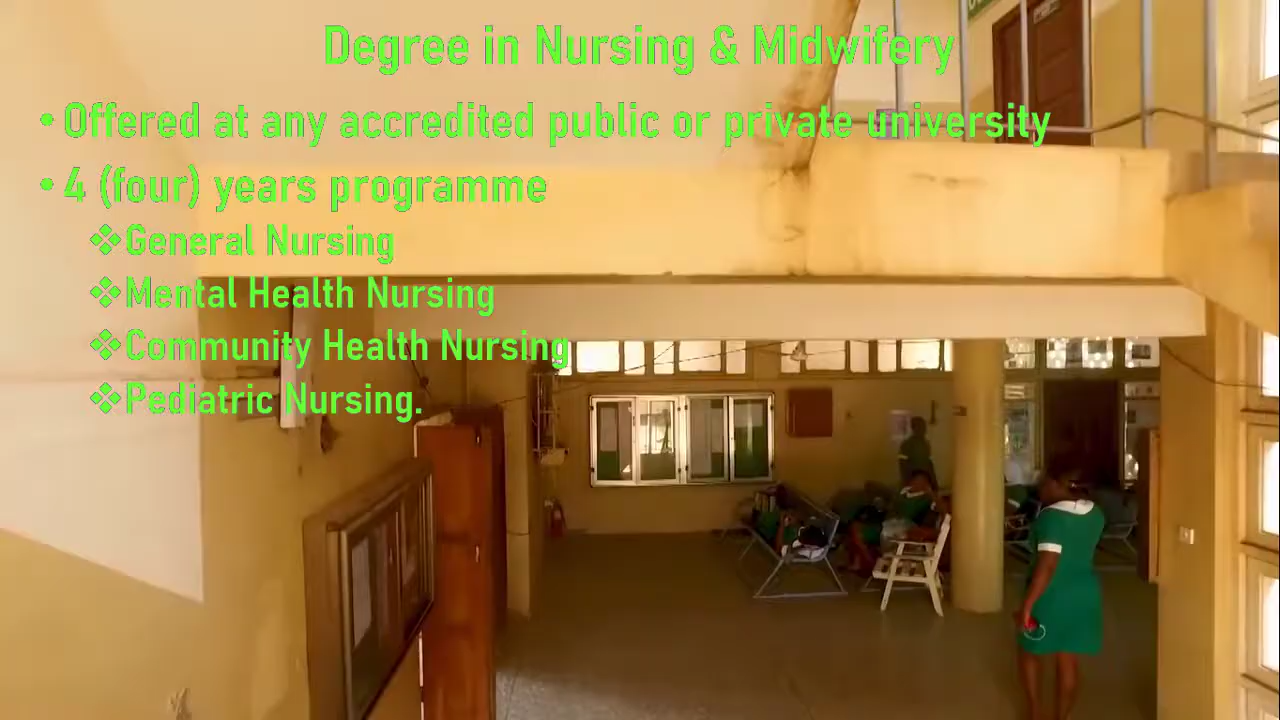 Degree in Nursing & Midwifery
• Offered at any accredited public or private university
• 4 (four) years programme
❖General Nursing
❖Mental Health Nursing
❖Community Health Nursing
❖Pediatric Nursing.